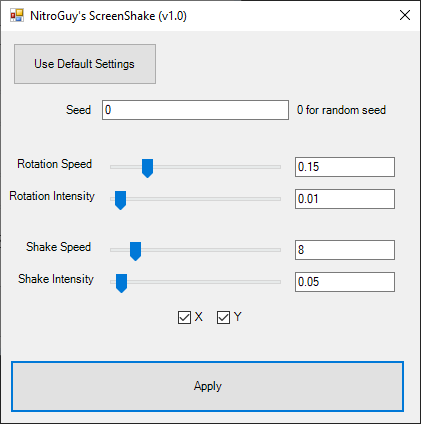 NitroGuy's ScreenShake (v1.0)
Use Default Settings
Seed 0 0 for random seed
Rotation Speed 0.15
Rotation Intensity 0.01
Shake Speed 8
Shake Intensity 0.05
X Y
Apply